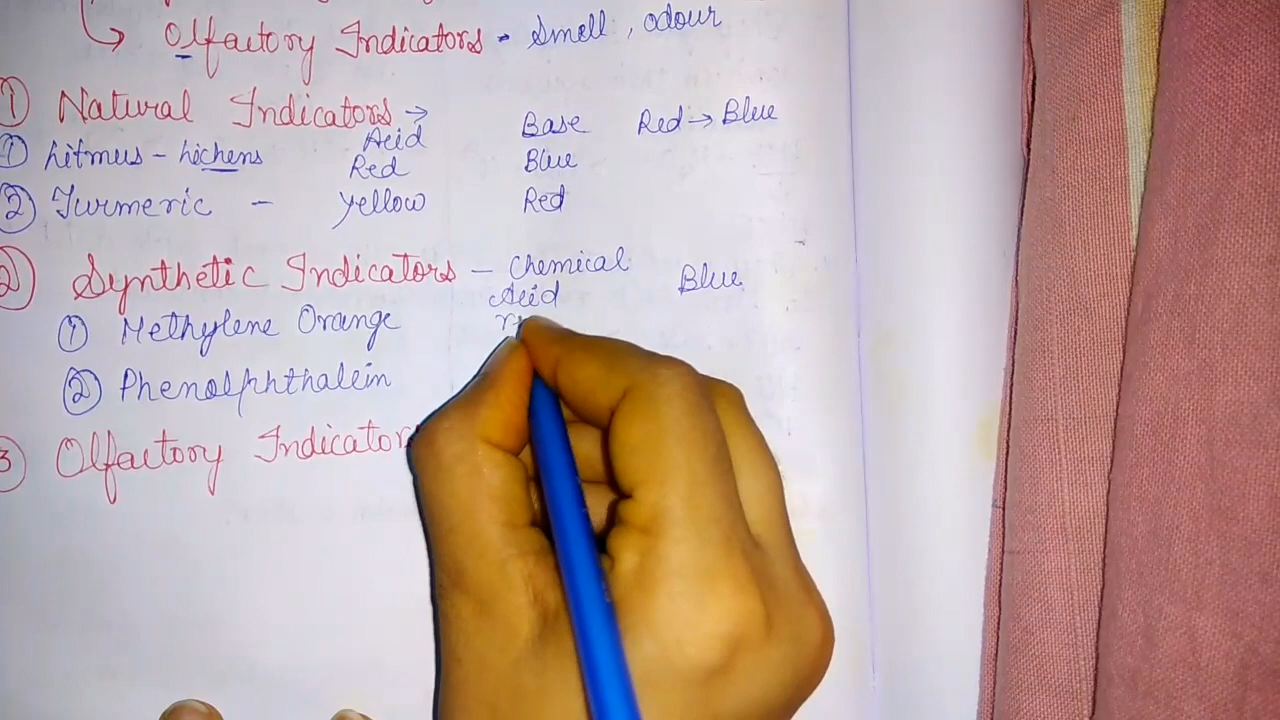 Olfactory Indicators - Smell, odour
① Natural Indicators →
Acid Base Red → Blue
① Litmus - Lichens Red Blue
② Turmeric - Yellow Red
② Synthetic Indicators - Chemical
Acid Blue
① Methylene Orange
② Phenolphthalein
3 Olfactory Indicator